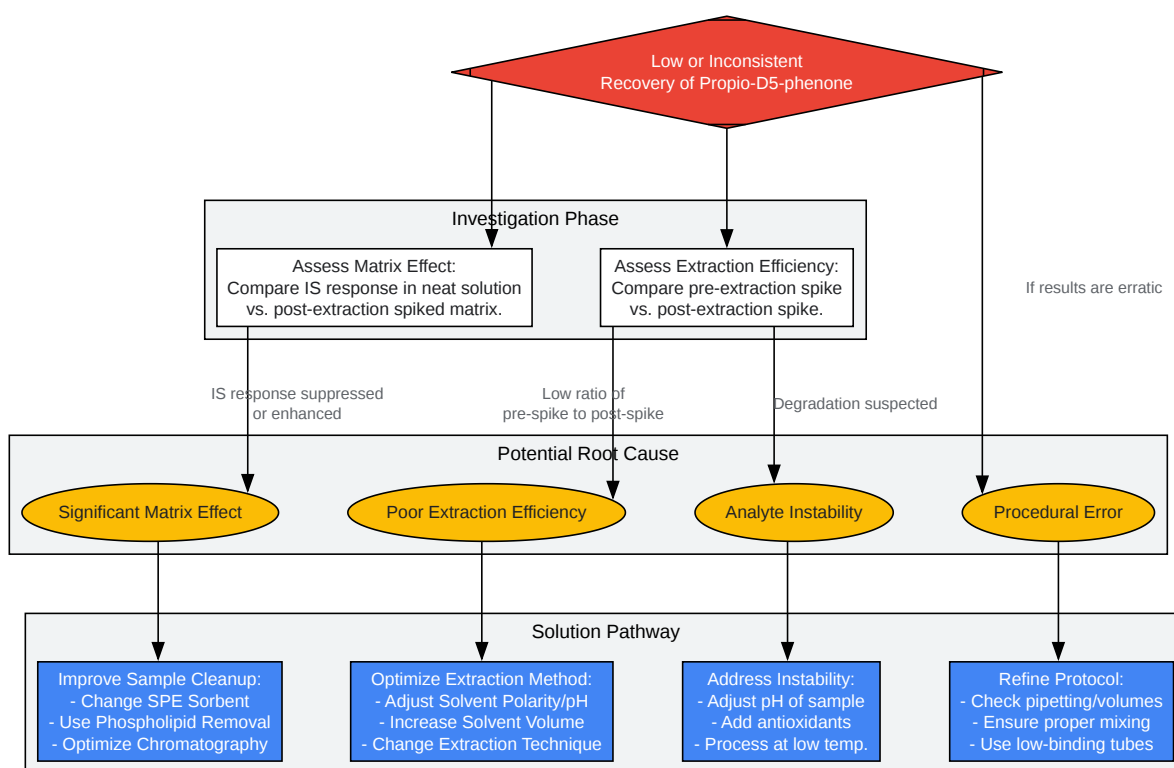 Low or Inconsistent
Recovery of Propio-D5-phenone
Investigation Phase
Assess Matrix Effect:
Compare IS response in neat solution
vs. post-extraction spiked matrix.
Assess Extraction Efficiency:
Compare pre-extraction spike
vs. post-extraction spike.
If results are erratic
IS response suppressed
or enhanced
Low ratio of
pre-spike to post-spike
Degradation suspected
Potential Root Cause
Significant Matrix Effect
Poor Extraction Efficiency
Analyte Instability
Procedural Error
Solution Pathway
Improve Sample Cleanup:
- Change SPE Sorbent
- Use Phospholipid Removal
- Optimize Chromatography
Optimize Extraction Method:
- Adjust Solvent Polarity/pH
- Increase Solvent Volume
- Change Extraction Technique
Address Instability:
- Adjust pH of sample
- Add antioxidants
- Process at low temp.
Refine Protocol:
- Check pipetting/volumes
- Ensure proper mixing
- Use low-binding tubes